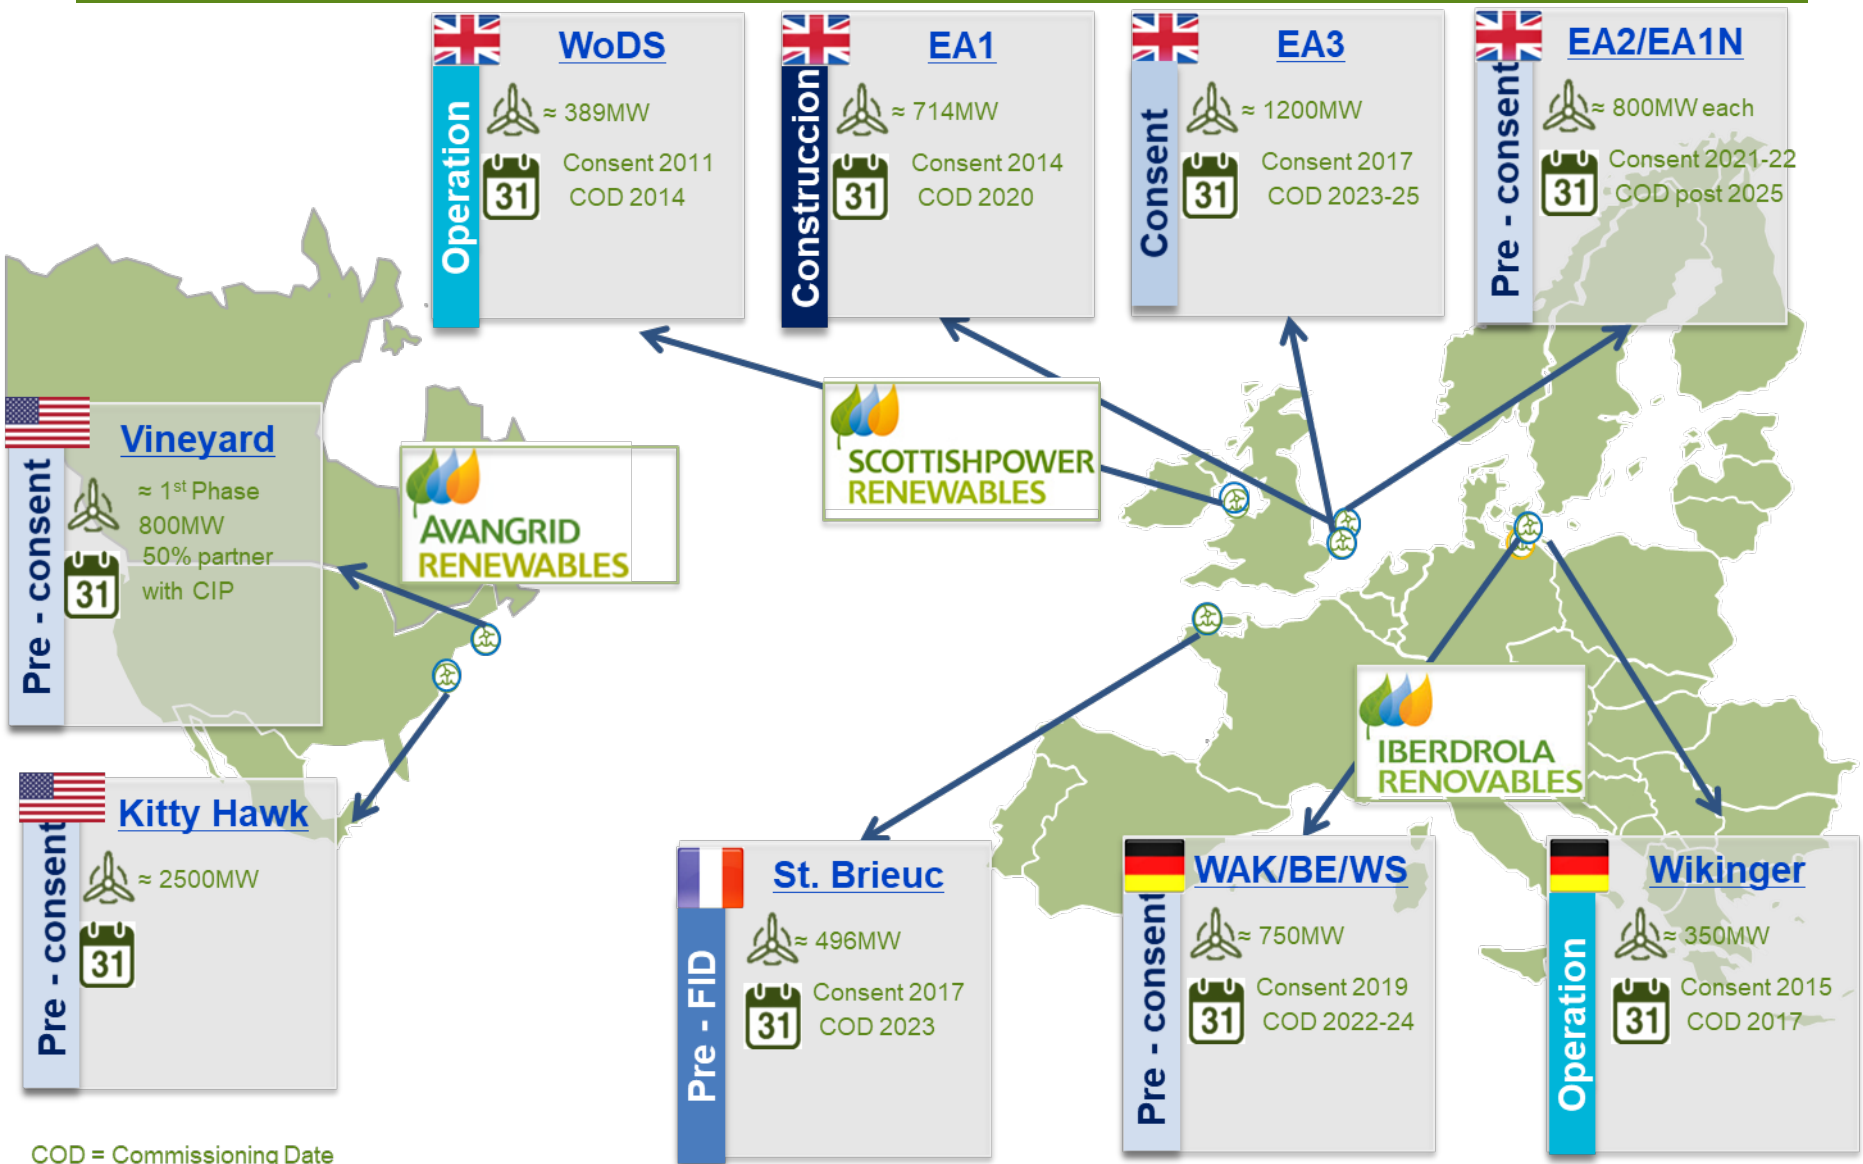 WoDS
Operation
≈ 389MW
31
Consent 2011
COD 2014
EA1
Construccion
≈ 714MW
31
Consent 2014
COD 2020
EA3
Consent
≈ 1200MW
31
Consent 2017
COD 2023-25
EA2/EA1N
Pre - consent
≈ 800MW each
31
Consent 2021-22
COD post 2025
SCOTTISHPOWER
RENEWABLES
Vineyard
Pre - consent
≈ 1st Phase
800MW
50% partner
with CIP
31
AVANGRID
RENEWABLES
IBERDROLA
RENOVABLES
Kitty Hawk
Pre - consent
≈ 2500MW
31
St. Brieuc
Pre - FID
≈ 496MW
31
Consent 2017
COD 2023
WAK/BE/WS
Pre - consent
≈ 750MW
31
Consent 2019
COD 2022-24
Wikinger
Operation
≈ 350MW
31
Consent 2015
COD 2017
COD = Commissioning Date